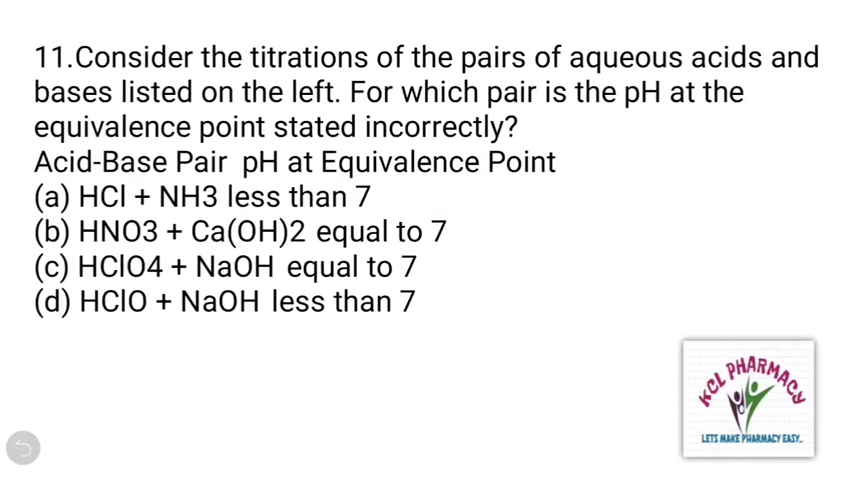 11.Consider the titrations of the pairs of aqueous acids and
bases listed on the left. For which pair is the pH at the
equivalence point stated incorrectly?
Acid-Base Pair pH at Equivalence Point
(a) HCl + NH3 less than 7
(b) HNO3 + Ca(OH)2 equal to 7
(c) HClO4 + NaOH equal to 7
(d) HClO + NaOH less than 7
KCL PHARMACY
LETS MAKE PHARMACY EASY..